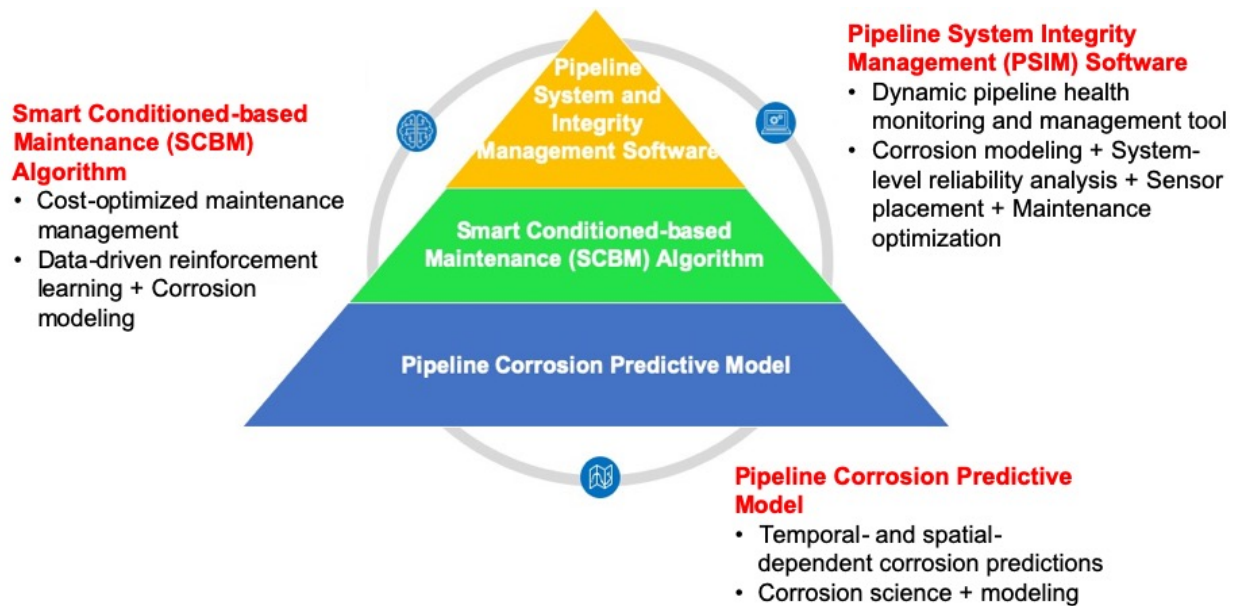 Smart Conditioned-based
Maintenance (SCBM)
Algorithm
• Cost-optimized maintenance
management
• Data-driven reinforcement
learning + Corrosion
modeling
Pipeline
System and
Integrity
Management Software
Smart Conditioned-based
Maintenance (SCBM) Algorithm
Pipeline Corrosion Predictive Model
Pipeline System Integrity
Management (PSIM) Software
• Dynamic pipeline health
monitoring and management tool
• Corrosion modeling + System-
level reliability analysis + Sensor
placement + Maintenance
optimization
Pipeline Corrosion Predictive
Model
• Temporal- and spatial-
dependent corrosion predictions
• Corrosion science + modeling